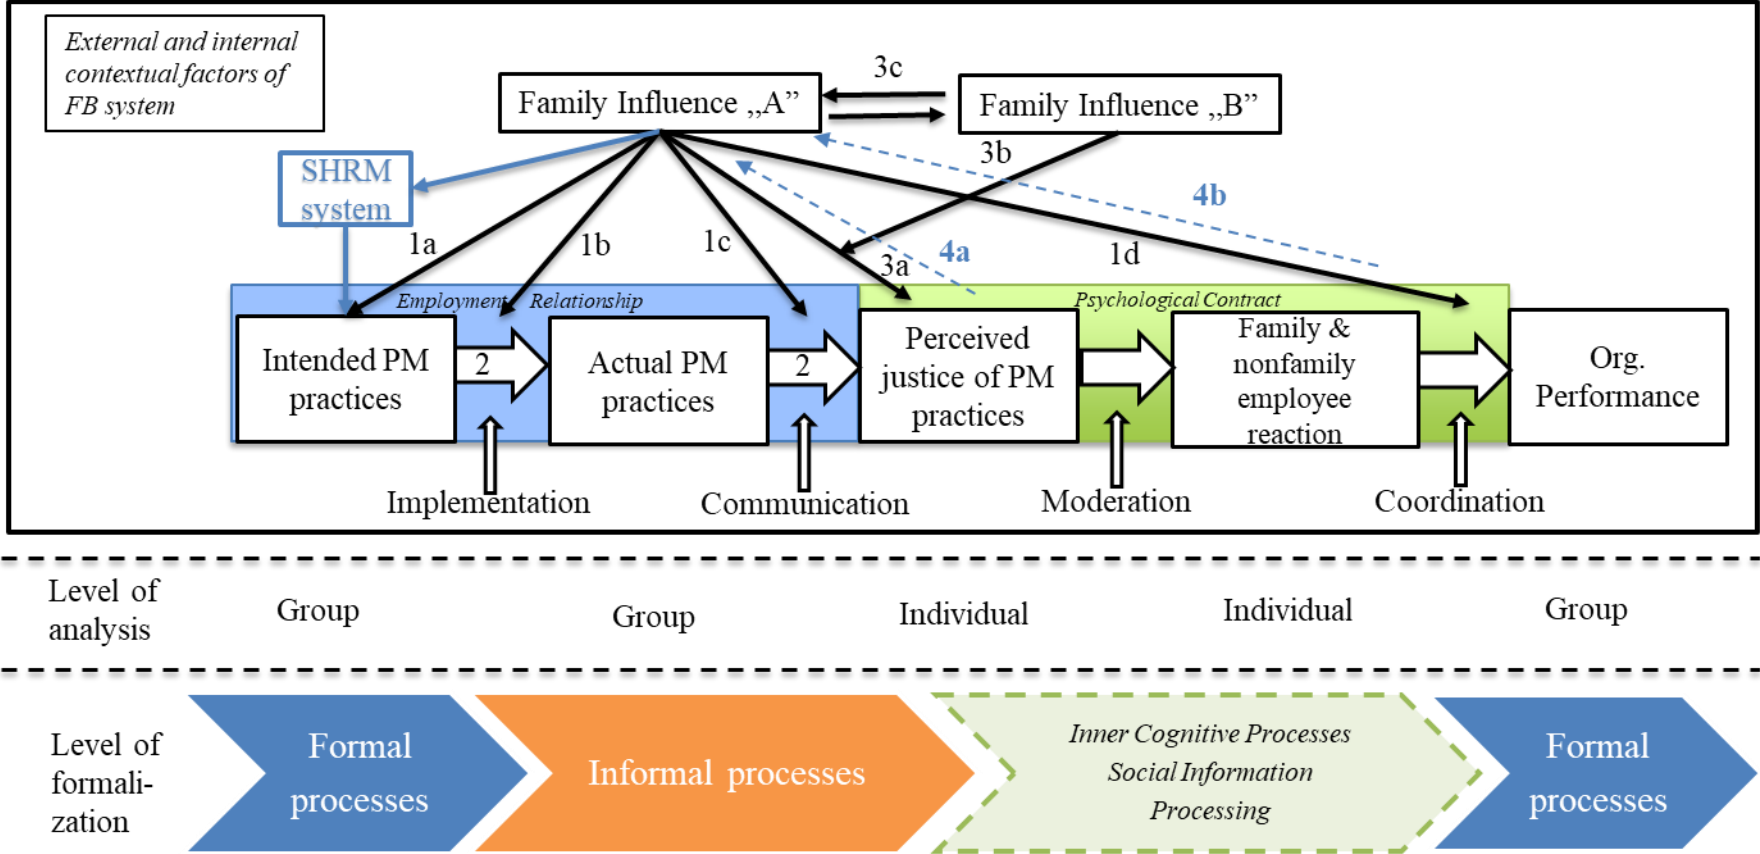 External and internal
contextual factors of
FB system
Family Influence „A”
3c
Family Influence „B”
SHRM
system
3b
4b
1a
1b
1c
3a
4a
1d
Employment Relationship
Psychological Contract
Intended PM
practices
2
Actual PM
practices
2
Perceived
justice of PM
practices
Family &
nonfamily
employee
reaction
Org.
Performance
Implementation
Communication
Moderation
Coordination
Level of
analysis
Group
Group
Individual
Individual
Group
Level of
formali-
zation
Formal
processes
Informal processes
Inner Cognitive Processes
Social Information
Processing
Formal
processes